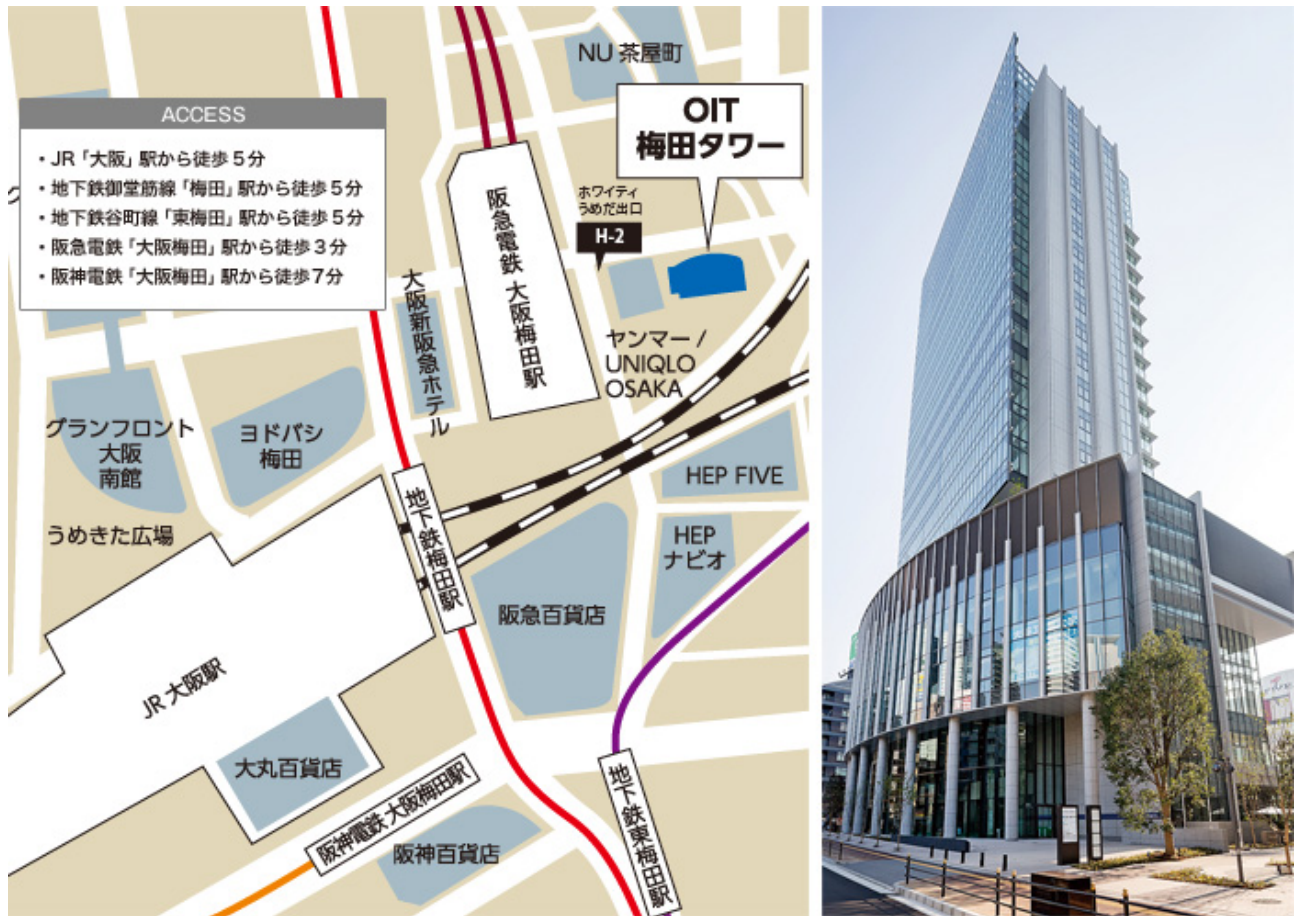 ACCESS
・JR「大阪」駅から徒歩5分
・地下鉄御堂筋線「梅田」駅から徒歩5分
・地下鉄谷町線「東梅田」駅から徒歩5分
・阪急電鉄「大阪梅田」駅から徒歩3分
・阪神電鉄「大阪梅田」駅から徒歩7分
NU 茶屋町
OIT
梅田タワー
ホワイティ
うめだ出口
H-2
阪急電鉄 大阪梅田駅
大阪新阪急ホテル
ヤンマー /
UNIQLO
OSAKA
グランフロント
大阪
南館
ヨドバシ
梅田
うめきた広場
地下鉄梅田駅
HEP FIVE
HEP
ナビオ
阪急百貨店
JR 大阪駅
大丸百貨店
阪神電鉄 大阪梅田駅
阪神百貨店
地下鉄東梅田駅